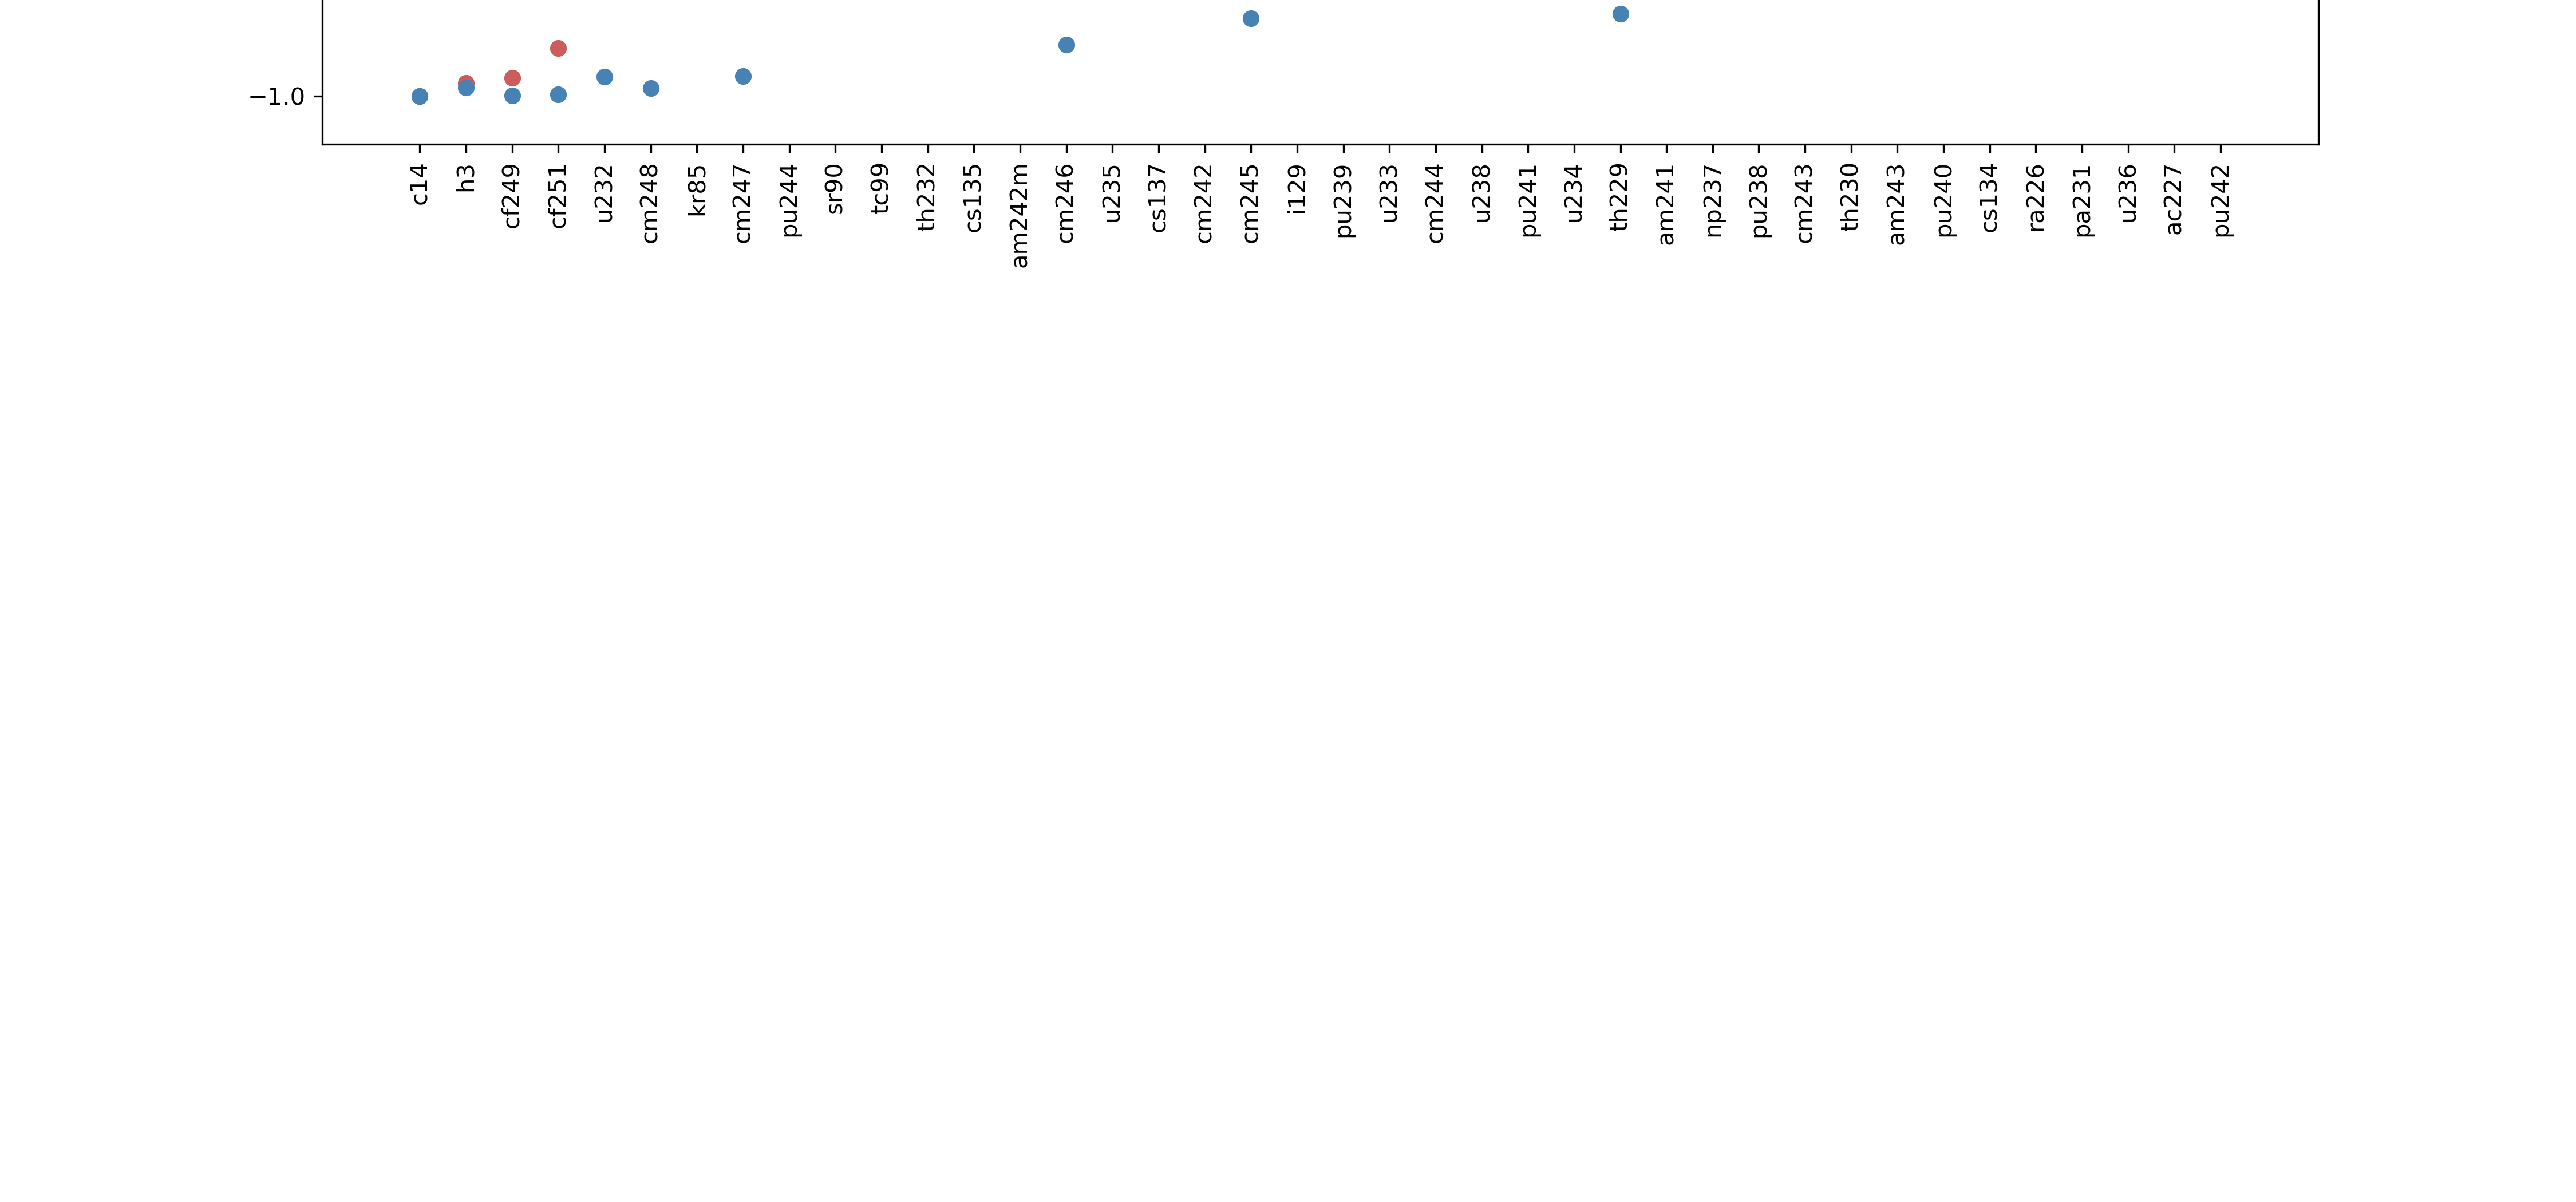 −1.0
c14
h3
cf249
cf251
u232
cm248
kr85
cm247
pu244
sr90
tc99
th232
cs135
am242m
cm246
u235
cs137
cm242
cm245
i129
pu239
u233
cm244
u238
pu241
u234
th229
am241
np237
pu238
cm243
th230
am243
pu240
cs134
ra226
pa231
u236
ac227
pu242